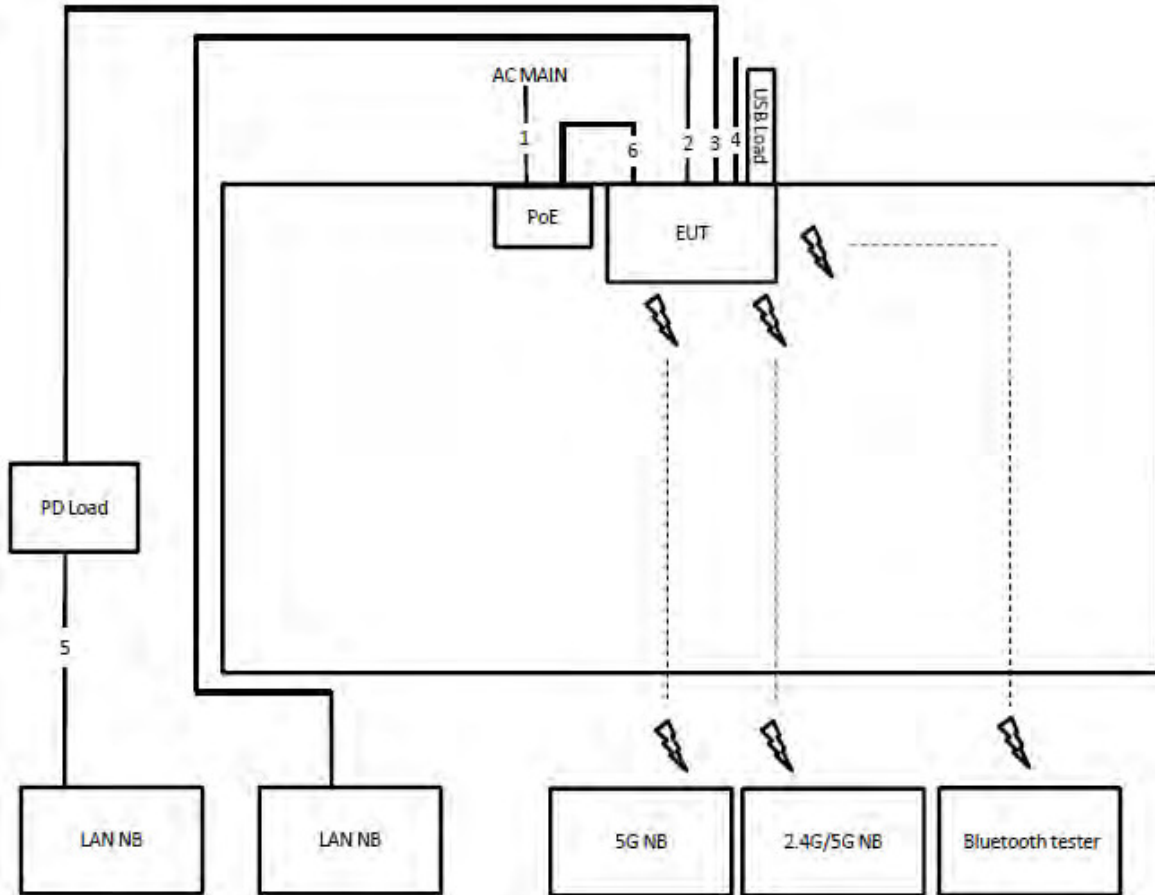 AC MAIN
USB Load
1
6
2
3
4
PoE
EUT
PD Load
5
LAN NB
LAN NB
5G NB
2.4G/5G NB
Bluetooth tester